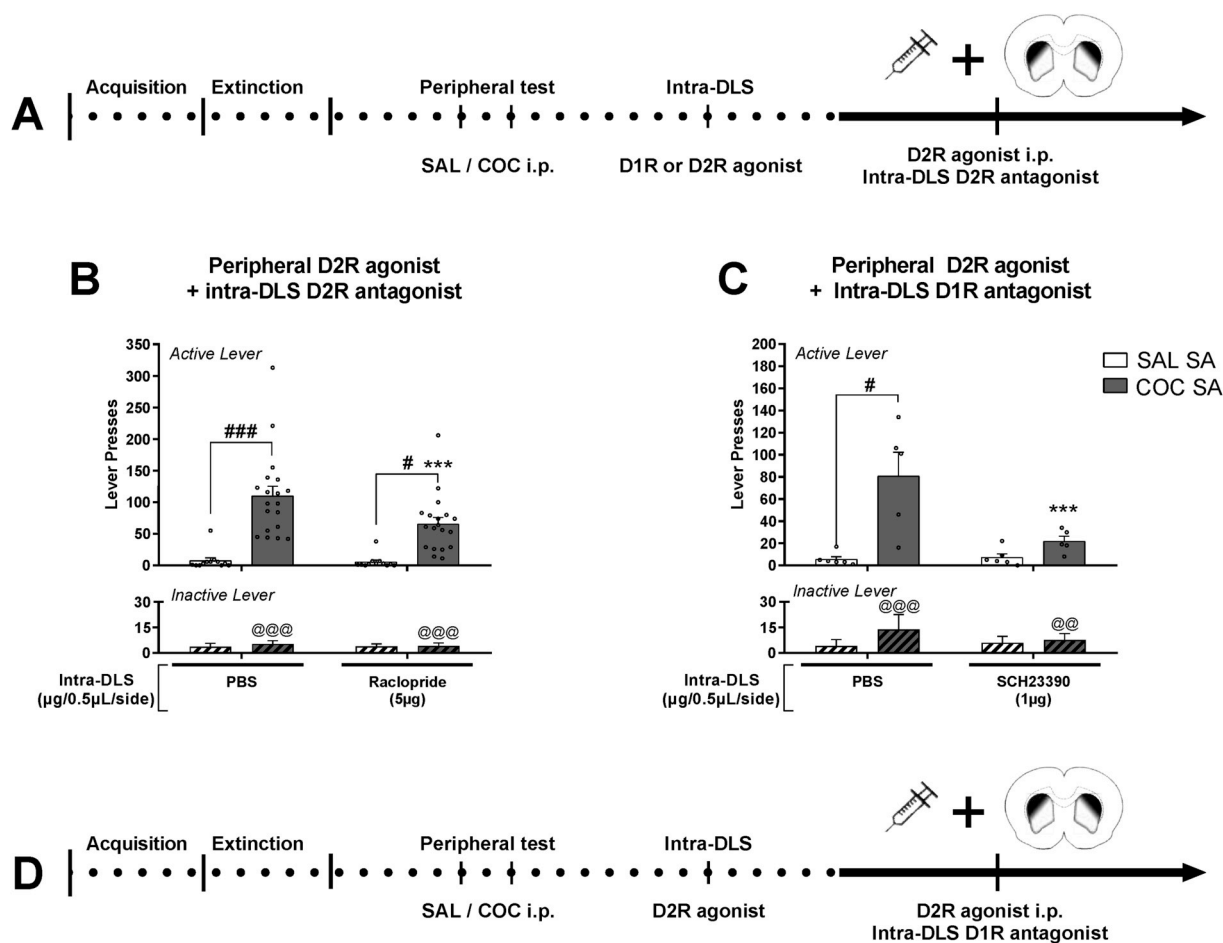 A
Acquisition
Extinction
Peripheral test
Intra-DLS
SAL / COC i.p.
D1R or D2R agonist
D2R agonist i.p.
Intra-DLS D2R antagonist
B
Peripheral D2R agonist
+ intra-DLS D2R antagonist
Active Lever
Lever Presses
350
300
250
200
150
100
50
0
###
#
***
Inactive Lever
30
15
0
@@@
@@@
Intra-DLS
(µg/0.5µL/side)
PBS
Raclopride
(5µg)
C
Peripheral D2R agonist
+ Intra-DLS D1R antagonist
Active Lever
Lever Presses
200
180
160
140
120
100
80
60
40
20
0
#
***
SAL SA
COC SA
Inactive Lever
30
15
0
@@@
@@
Intra-DLS
(µg/0.5µL/side)
PBS
SCH23390
(1µg)
D
Acquisition
Extinction
Peripheral test
Intra-DLS
SAL / COC i.p.
D2R agonist
D2R agonist i.p.
Intra-DLS D1R antagonist